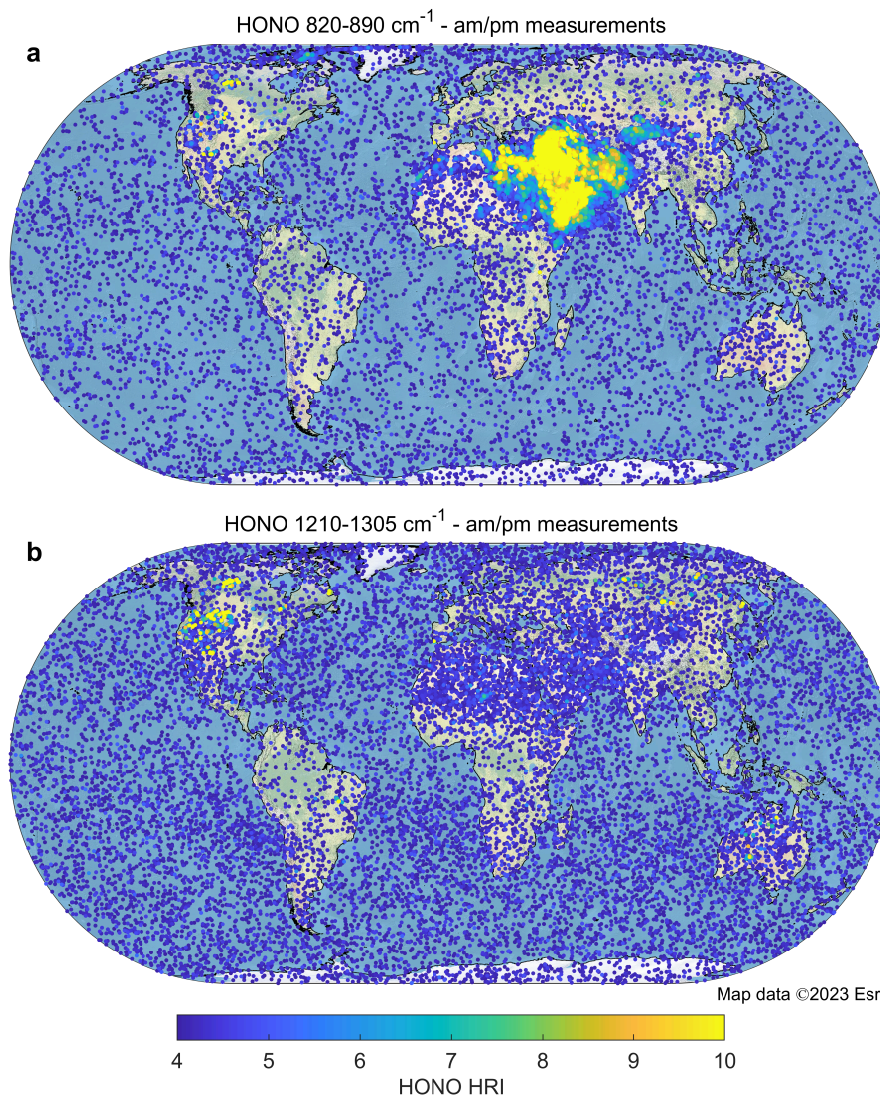 HONO 820-890 cm⁻¹ - am/pm measurements
a
HONO 1210-1305 cm⁻¹ - am/pm measurements
b
Map data ©2023 Esr
4 5 6 7 8 9 10
HONO HRI